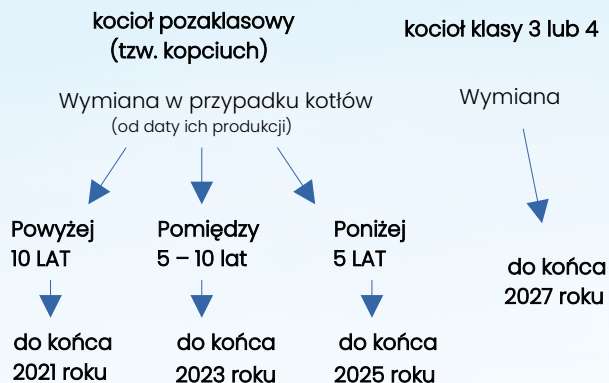 kocioł pozaklasowy
(tzw. kopciuch)
kocioł klasy 3 lub 4
Wymiana w przypadku kotłów
(od daty ich produkcji)
Wymiana
Powyżej
10 LAT
Pomiędzy
5 – 10 lat
Poniżej
5 LAT
do końca
2027 roku
do końca
2021 roku
do końca
2023 roku
do końca
2025 roku